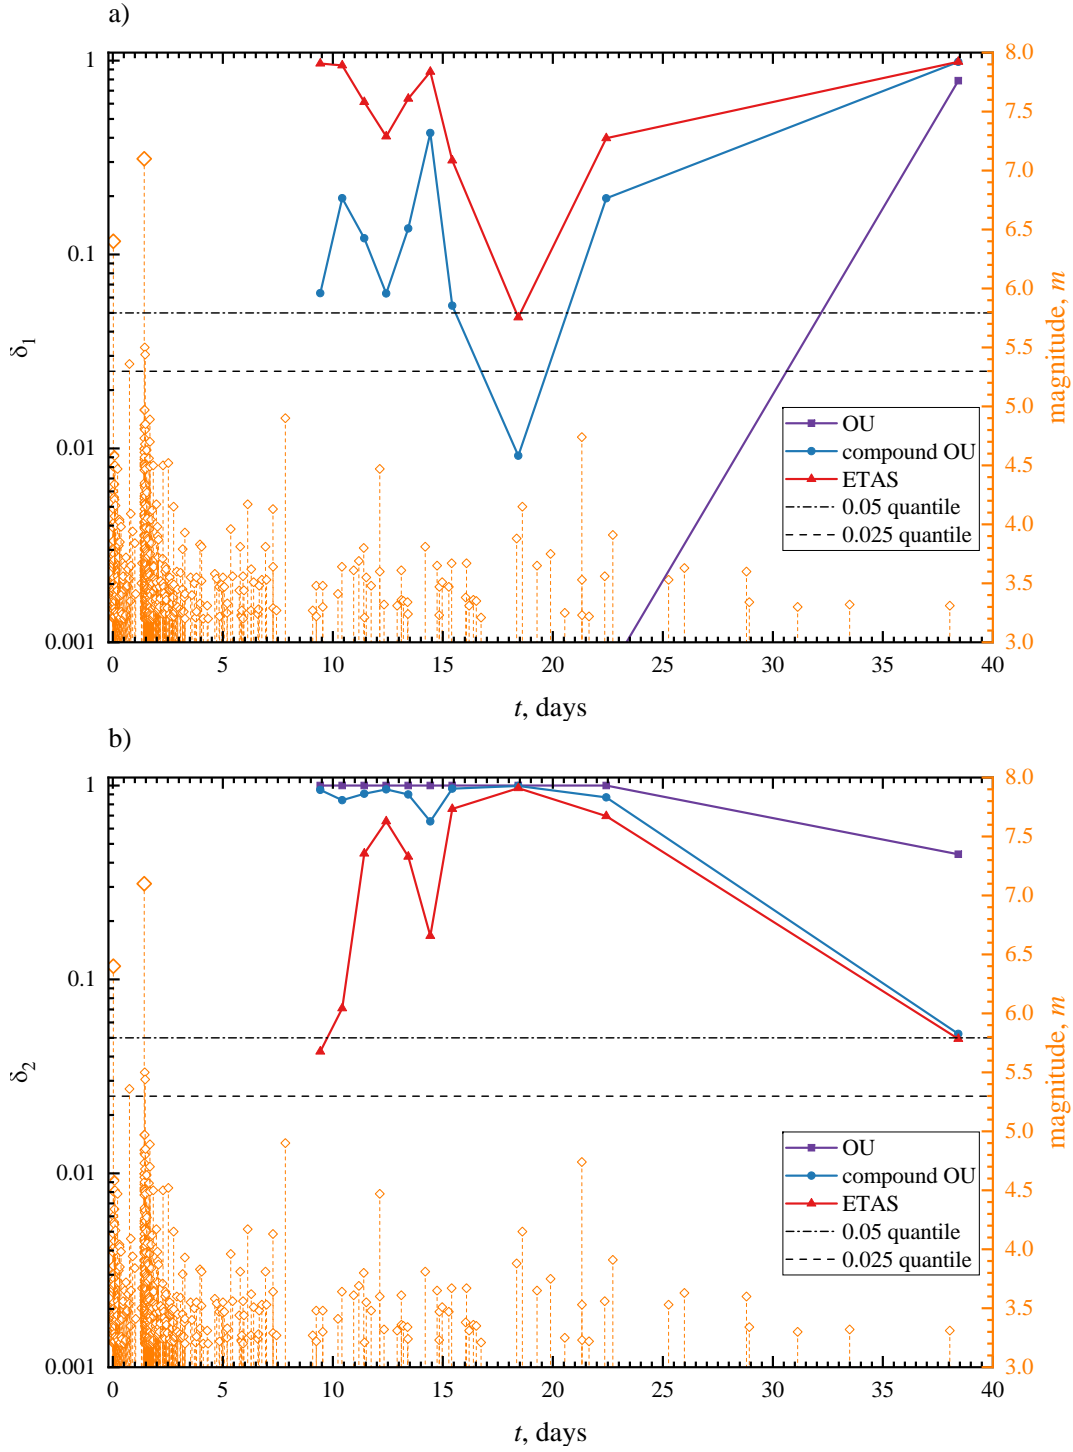 a)
1
0.1
0.01
0.001
δ1
8.0
7.5
7.0
6.5
6.0
5.5
5.0
4.5
4.0
3.5
3.0
magnitude, m
OU
compound OU
ETAS
0.05 quantile
0.025 quantile
0 5 10 15 20 25 30 35 40
t, days
b)
1
0.1
0.01
0.001
δ2
8.0
7.5
7.0
6.5
6.0
5.5
5.0
4.5
4.0
3.5
3.0
magnitude, m
OU
compound OU
ETAS
0.05 quantile
0.025 quantile
0 5 10 15 20 25 30 35 40
t, days